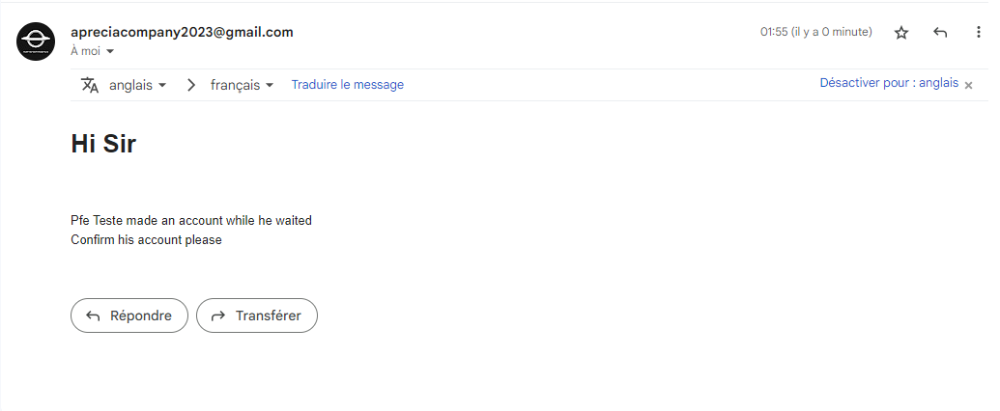 apreciacompany2023@gmail.com
01:55 (il y a 0 minute)
À moi
anglais
français
Traduire le message
Désactiver pour : anglais
Hi Sir
Pfe Teste made an account while he waited
Confirm his account please
Répondre
Transférer